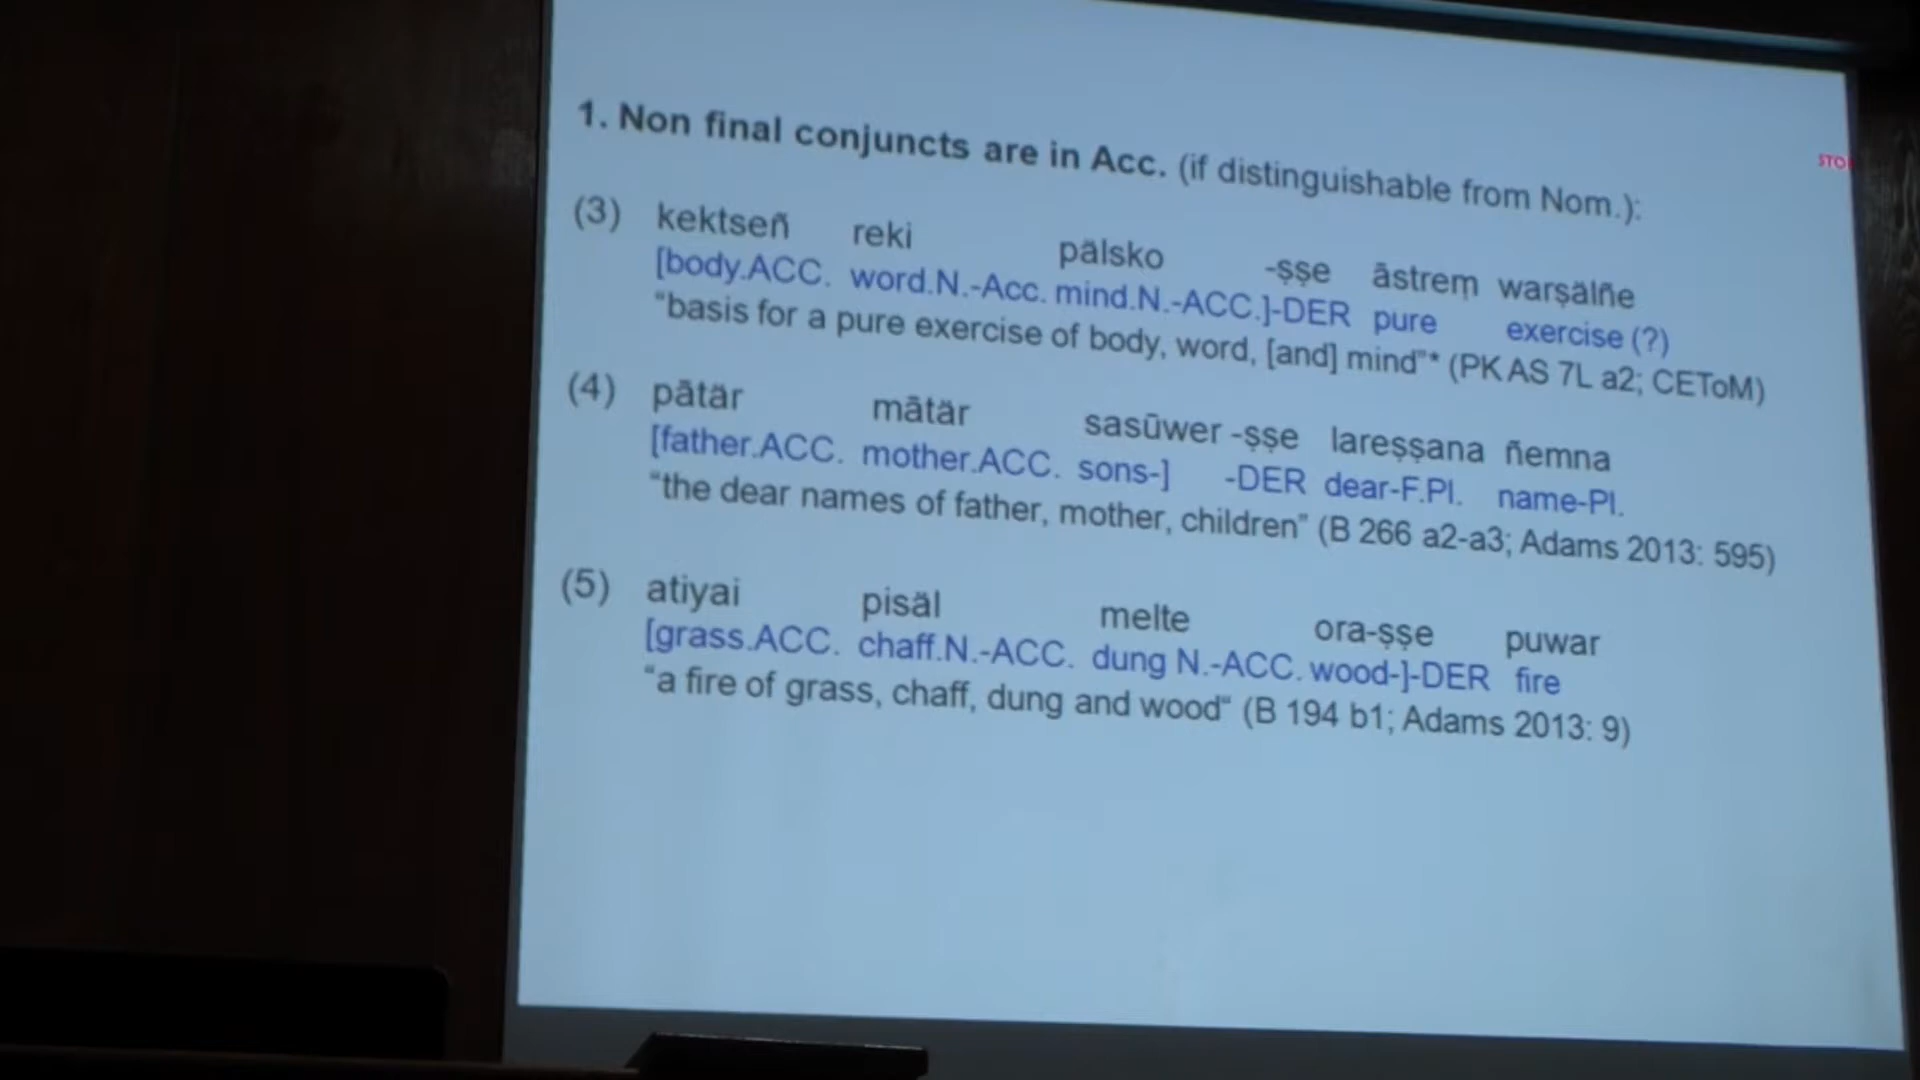 1. Non final conjuncts are in Acc. (if distinguishable from Nom.):
(3) kektseñ reki pälsko -ṣṣe āstreṃ warṣälñe
[body.ACC. word.N.-Acc. mind.N.-ACC.]-DER pure exercise (?)
“basis for a pure exercise of body, word, [and] mind”* (PK AS 7L a2; CEToM)
(4) pātär mātär sasūwer -ṣṣe lareṣṣana ñemna
[father.ACC. mother.ACC. sons-] -DER dear-F.Pl. name-Pl.
“the dear names of father, mother, children” (B 266 a2-a3; Adams 2013: 595)
(5) atiyai pisäl melte ora-ṣṣe puwar
[grass.ACC. chaff.N.-ACC. dung N.-ACC. wood-]-DER fire
“a fire of grass, chaff, dung and wood“ (B 194 b1; Adams 2013: 9)